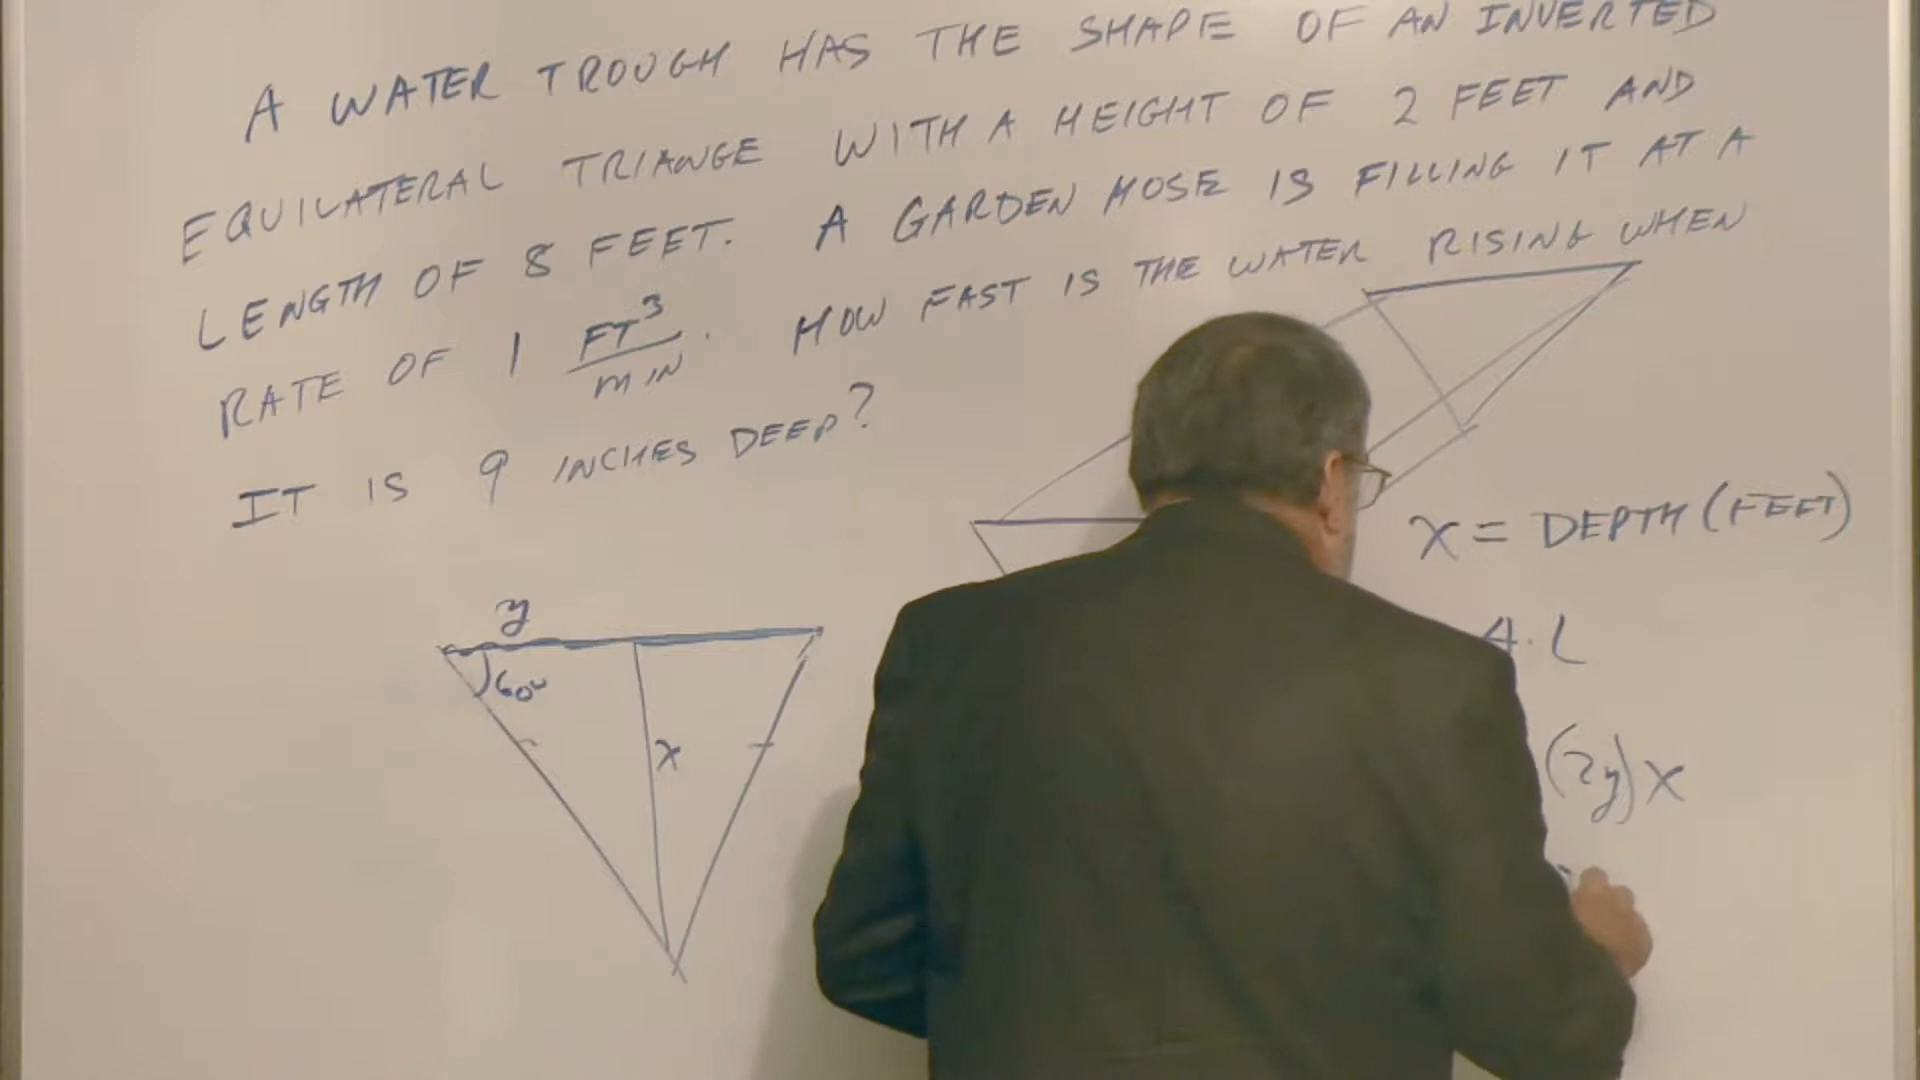 A WATER TROUGH HAS THE SHAPE OF AN INVERTED
EQUILATERAL TRIANGE WITH A HEIGHT OF 2 FEET AND
LENGTH OF 8 FEET. A GARDEN HOSE IS FILLING IT AT A
RATE OF 1 FT³/MIN. HOW FAST IS THE WATER RISING WHEN
IT IS 9 INCHES DEEP?
x = DEPTH (FEET)
y
60°
x
A·L
(2y)x